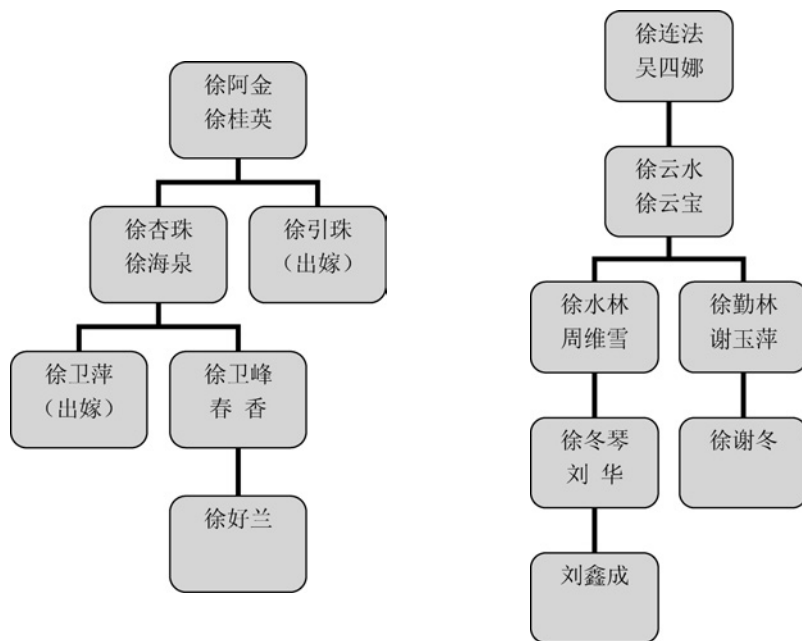 徐阿金
徐桂英
徐杏珠
徐海泉
徐引珠
（出嫁）
徐卫萍
（出嫁）
徐卫峰
春 香
徐好兰
徐连法
吴四娜
徐云水
徐云宝
徐水林
周维雪
徐勤林
谢玉萍
徐冬琴
刘 华
徐谢冬
刘鑫成